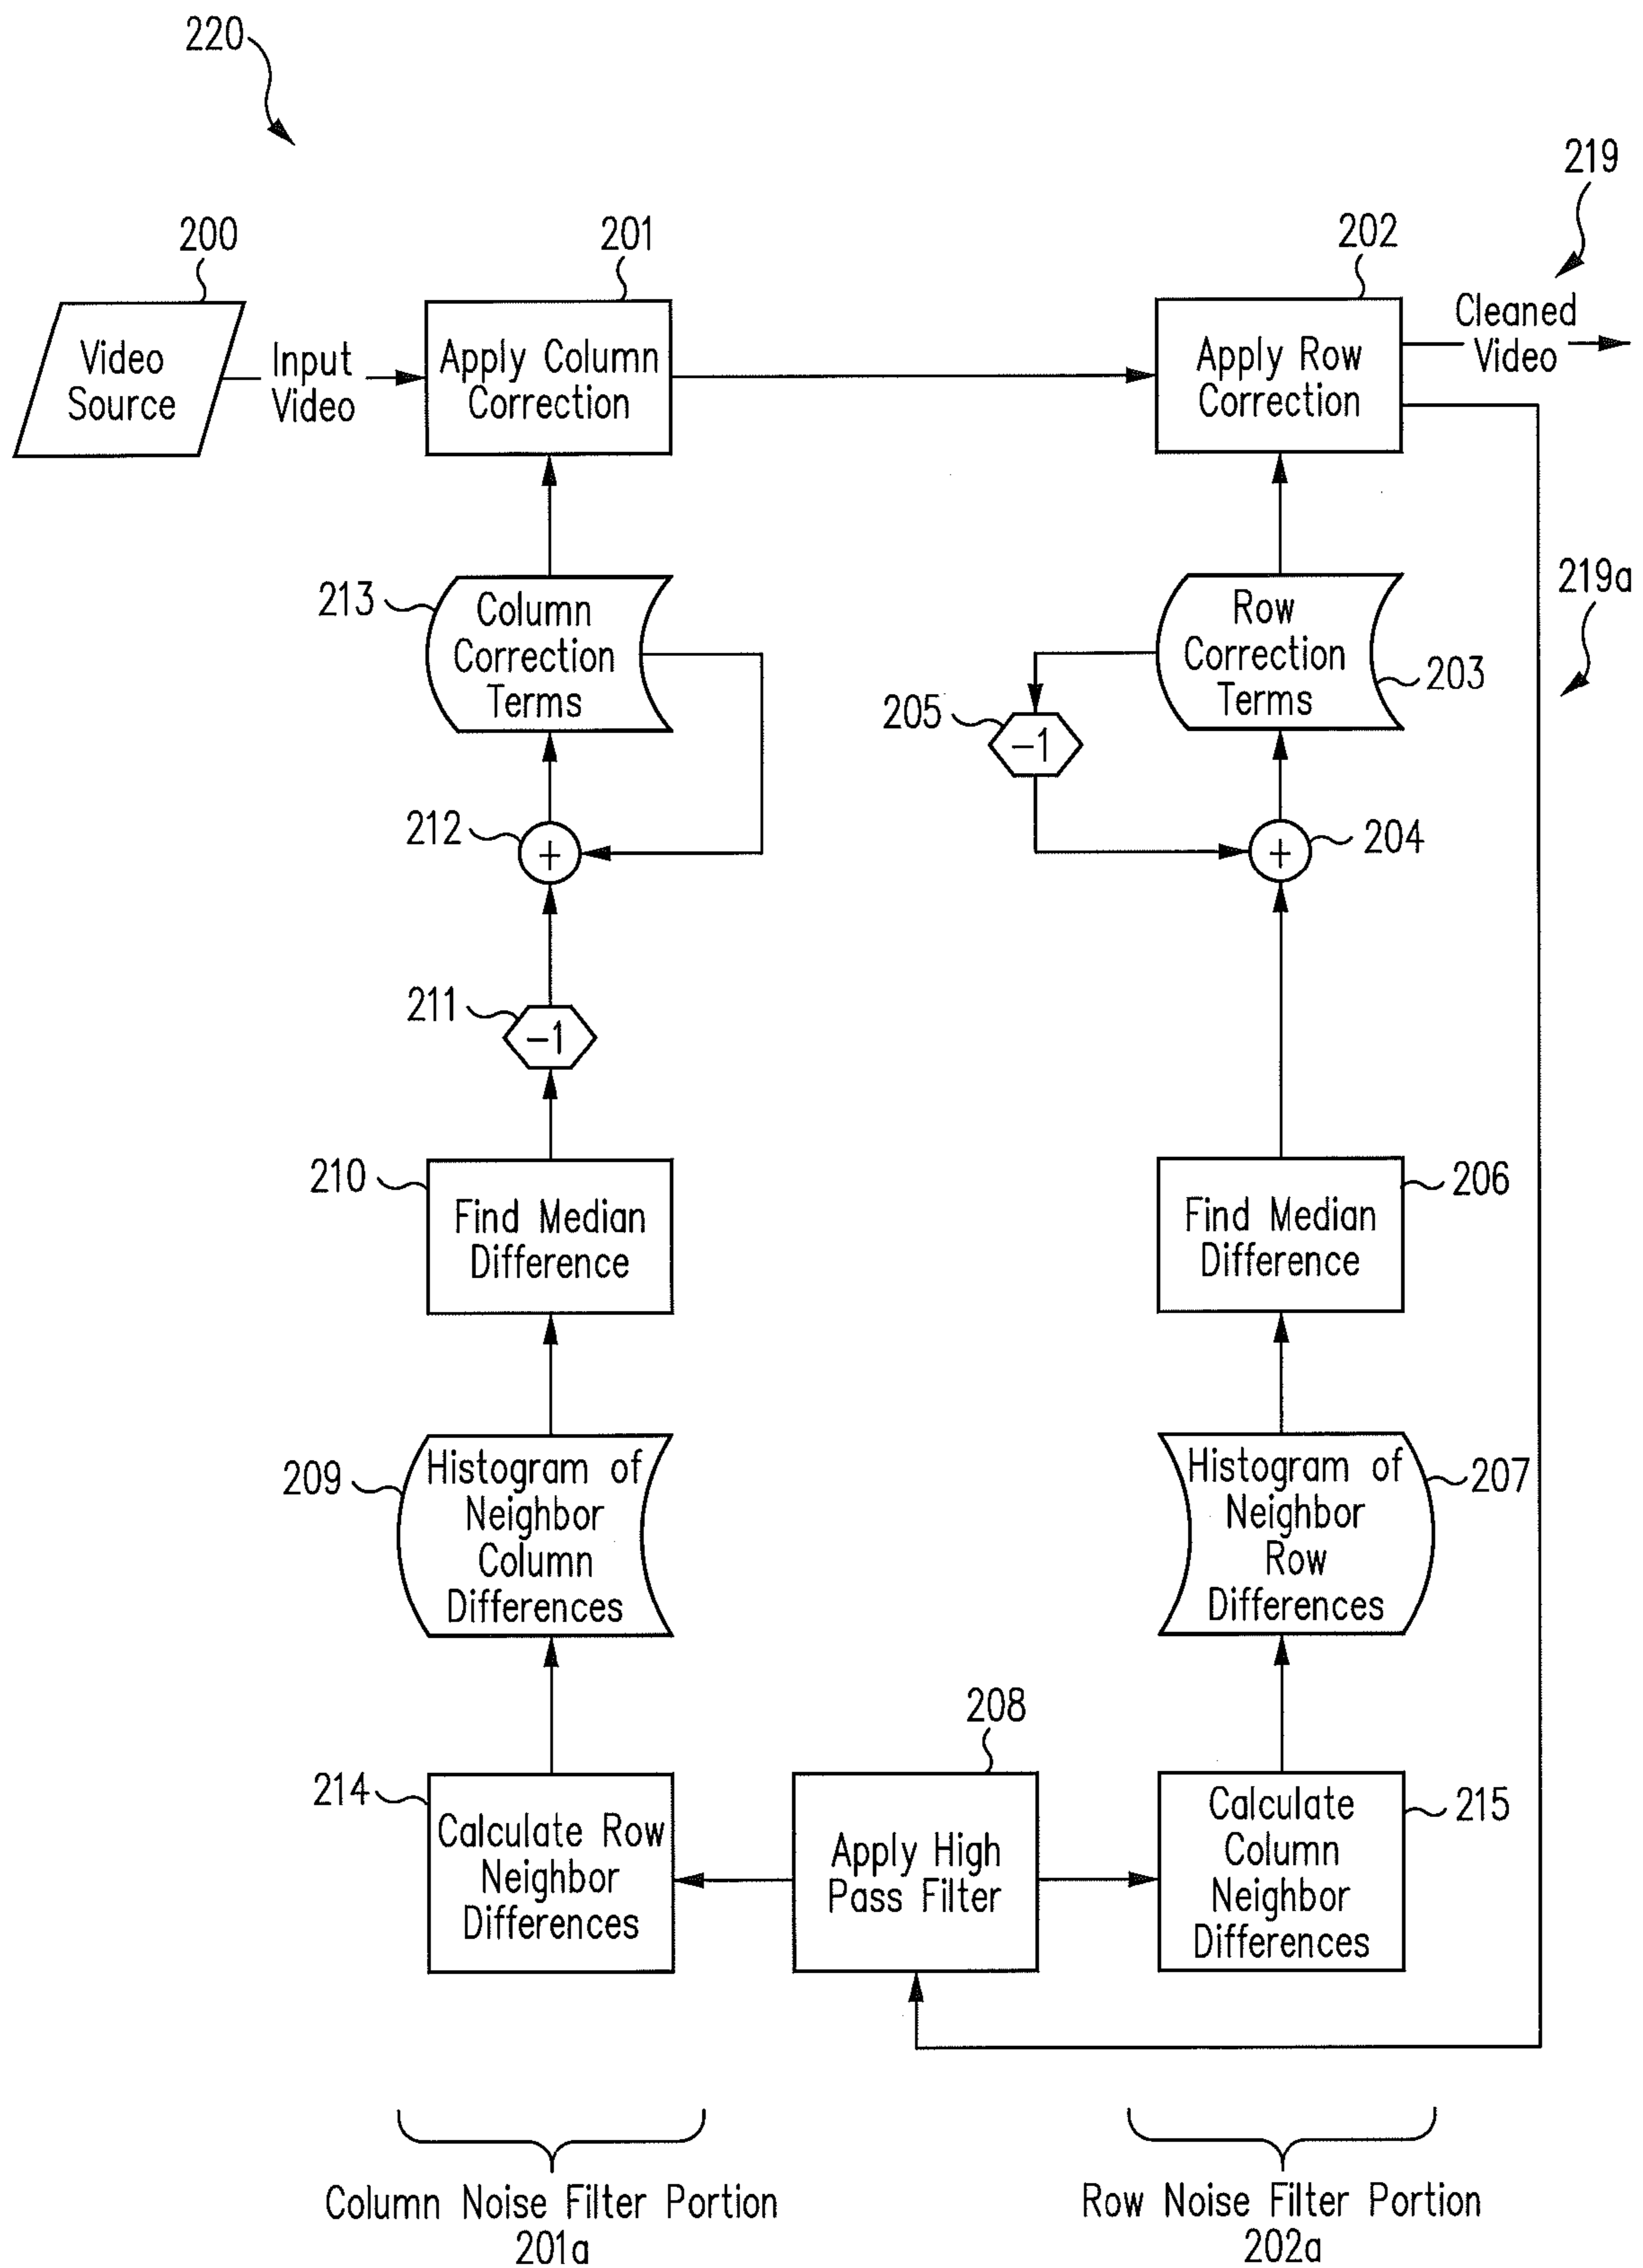 220
219
200
201
202
Video
Source
Input
Video
Apply Column
Correction
Apply Row
Correction
Cleaned
Video
219a
213
Column
Correction
Terms
Row
Correction
Terms
203
205
-1
212
+
+
204
211
-1
210
Find Median
Difference
Find Median
Difference
206
209
Histogram of
Neighbor
Column
Differences
Histogram of
Neighbor
Row
Differences
207
208
214
Calculate Row
Neighbor
Differences
Apply High
Pass Filter
Calculate
Column
Neighbor
Differences
215
Column Noise Filter Portion
201a
Row Noise Filter Portion
202a